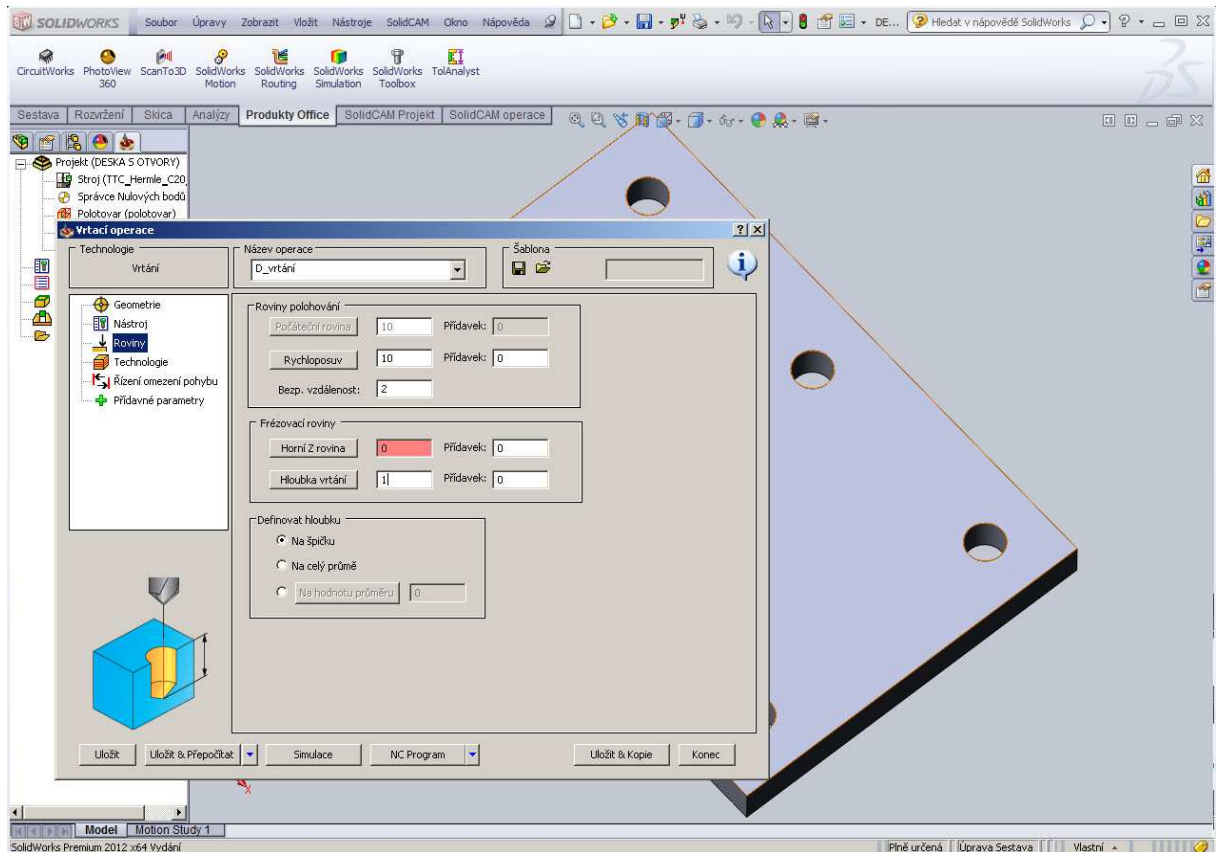 SOLIDWORKS Soubor Úpravy Zobrazit Vložit Nástroje SolidCAM Okno Nápověda DE... Hledat v nápovědě SolidWorks
CircuitWorks PhotoView 360 ScanTo3D SolidWorks Motion SolidWorks Routing SolidWorks Simulation SolidWorks Toolbox TolAnalyst
Sestava Rozvržení Skica Analýzy Produkty Office SolidCAM Projekt SolidCAM operace
Projekt (DESKA S OTVORY)
Stroj (TTC_Hermle_C20
Správce Nulových bodů
Polotovar (polotovar)
Vrtací operace
Technologie
Vrtání
Název operace
D_vrtání
Šablona
Geometrie
Nástroj
Roviny
Technologie
Řízení omezení pohybu
Přídavné parametry
Roviny polohování
Počáteční rovina 10 Přídavek: 0
Rychloposuv 10 Přídavek: 0
Bezp. vzdálenost: 2
Frézovací roviny
Horní Z rovina 0 Přídavek: 0
Hloubka vrtání 1 Přídavek: 0
Definovat hloubku
Na špičku
Na celý průmě
Na hodnotu průměru 0
Uložit Uložit & Přepočítat Simulace NC Program Uložit & Kopie Konec
X
Model Motion Study 1
SolidWorks Premium 2012 x64 Vydání Plně určená Úprava Sestava Vlastní